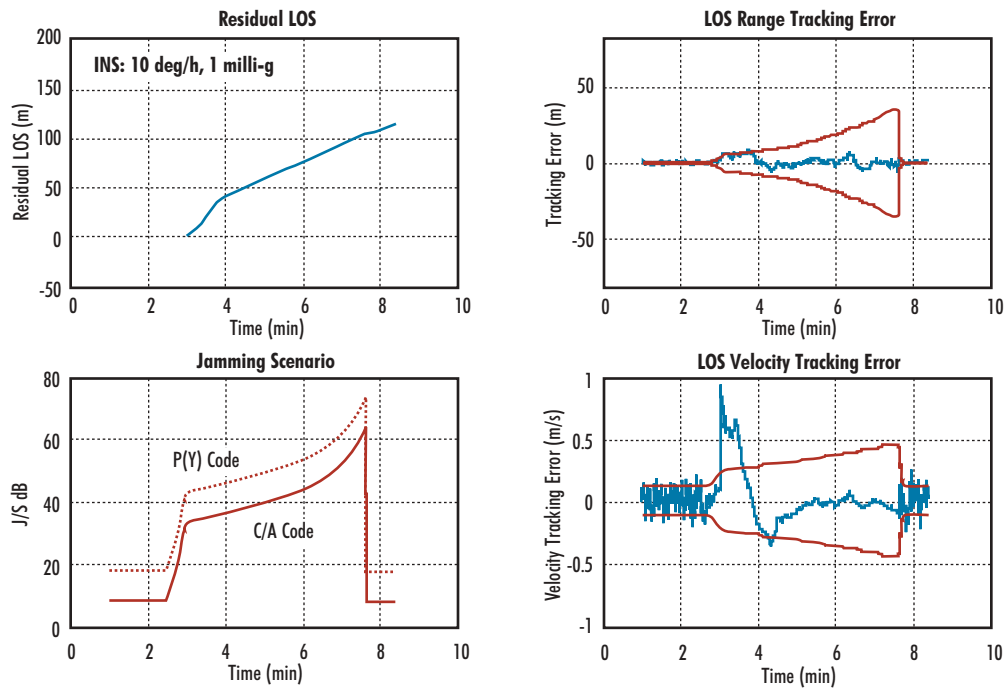 Residual LOS
200
150
100
50
0
-50
INS: 10 deg/h, 1 milli-g
Residual LOS (m)
0 2 4 6 8 10
Time (min)
LOS Range Tracking Error
50
0
-50
Tracking Error (m)
0 2 4 6 8 10
Time (min)
Jamming Scenario
80
60
40
20
0
J/S dB
P(Y) Code
C/A Code
0 2 4 6 8 10
Time (min)
LOS Velocity Tracking Error
1
0.5
0
-0.5
-1
Velocity Tracking Error (m/s)
0 2 4 6 8 10
Time (min)